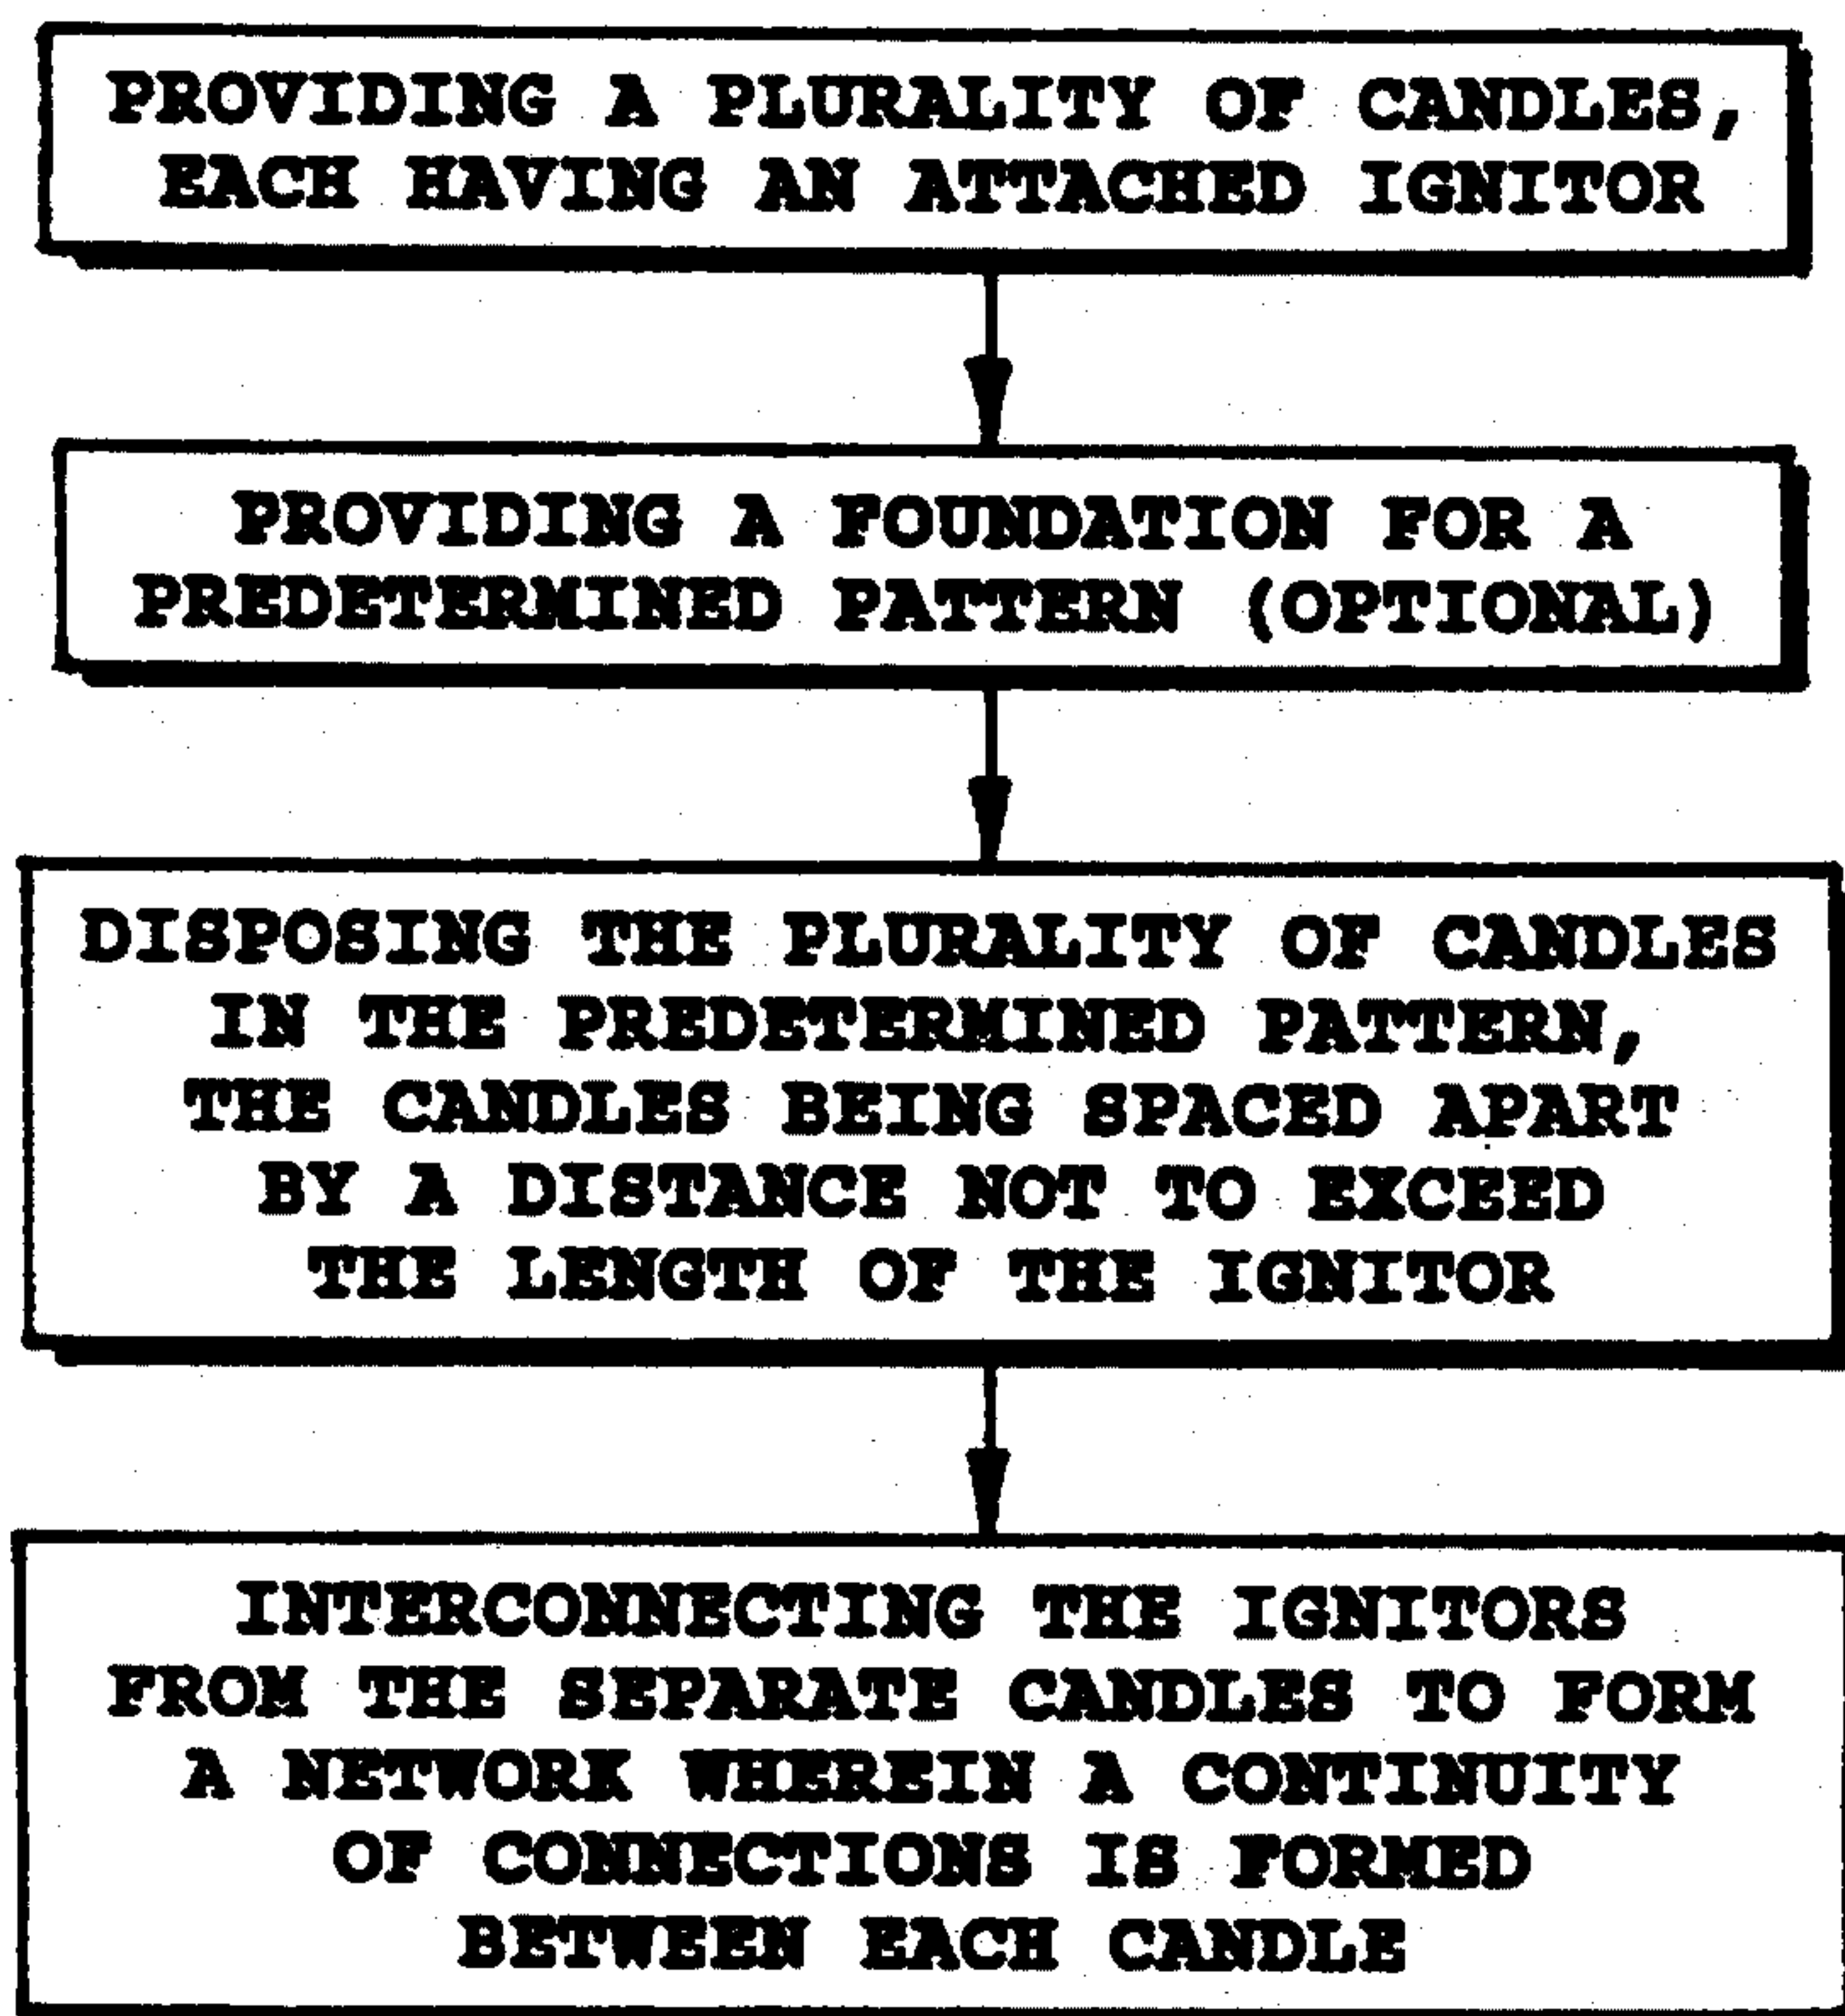 PROVIDING A PLURALITY OF CANDLES,
EACH HAVING AN ATTACHED IGNITOR
PROVIDING A FOUNDATION FOR A
PREDETERMINED PATTERN (OPTIONAL)
DISPOSING THE PLURALITY OF CANDLES
IN THE PREDETERMINED PATTERN,
THE CANDLES BEING SPACED APART
BY A DISTANCE NOT TO EXCEED
THE LENGTH OF THE IGNITOR
INTERCONNECTING THE IGNITORS
FROM THE SEPARATE CANDLES TO FORM
A NETWORK WHEREIN A CONTINUITY
OF CONNECTIONS IS FORMED
BETWEEN EACH CANDLE